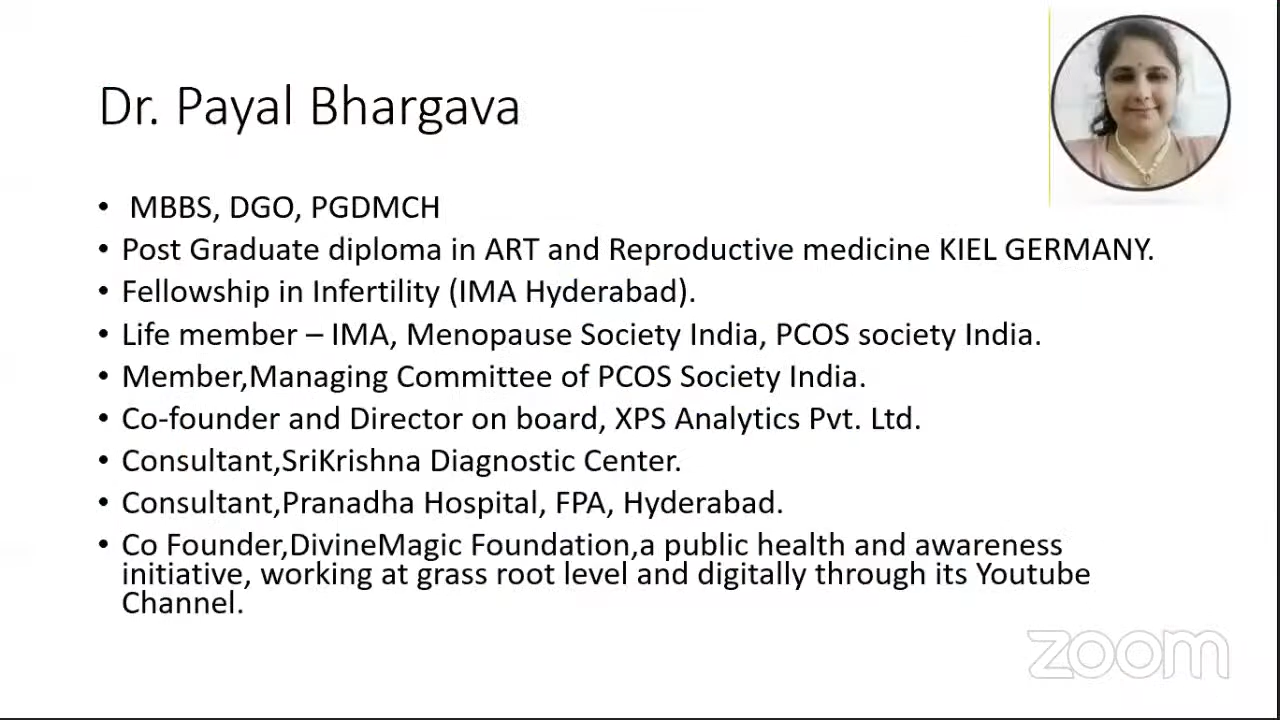 Dr. Payal Bhargava
• MBBS, DGO, PGDMCH
• Post Graduate diploma in ART and Reproductive medicine KIEL GERMANY.
• Fellowship in Infertility (IMA Hyderabad).
• Life member – IMA, Menopause Society India, PCOS society India.
• Member,Managing Committee of PCOS Society India.
• Co-founder and Director on board, XPS Analytics Pvt. Ltd.
• Consultant,SriKrishna Diagnostic Center.
• Consultant,Pranadha Hospital, FPA, Hyderabad.
• Co Founder,DivineMagic Foundation,a public health and awareness
initiative, working at grass root level and digitally through its Youtube
Channel.
zoom